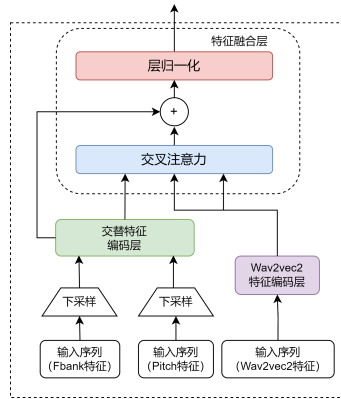 特征融合层
层归一化
+
交叉注意力
交替特征
编码层
Wav2vec2
特征编码层
下采样
下采样
输入序列
（Fbank特征）
输入序列
（Pitch特征）
输入序列
（Wav2vec2特征）